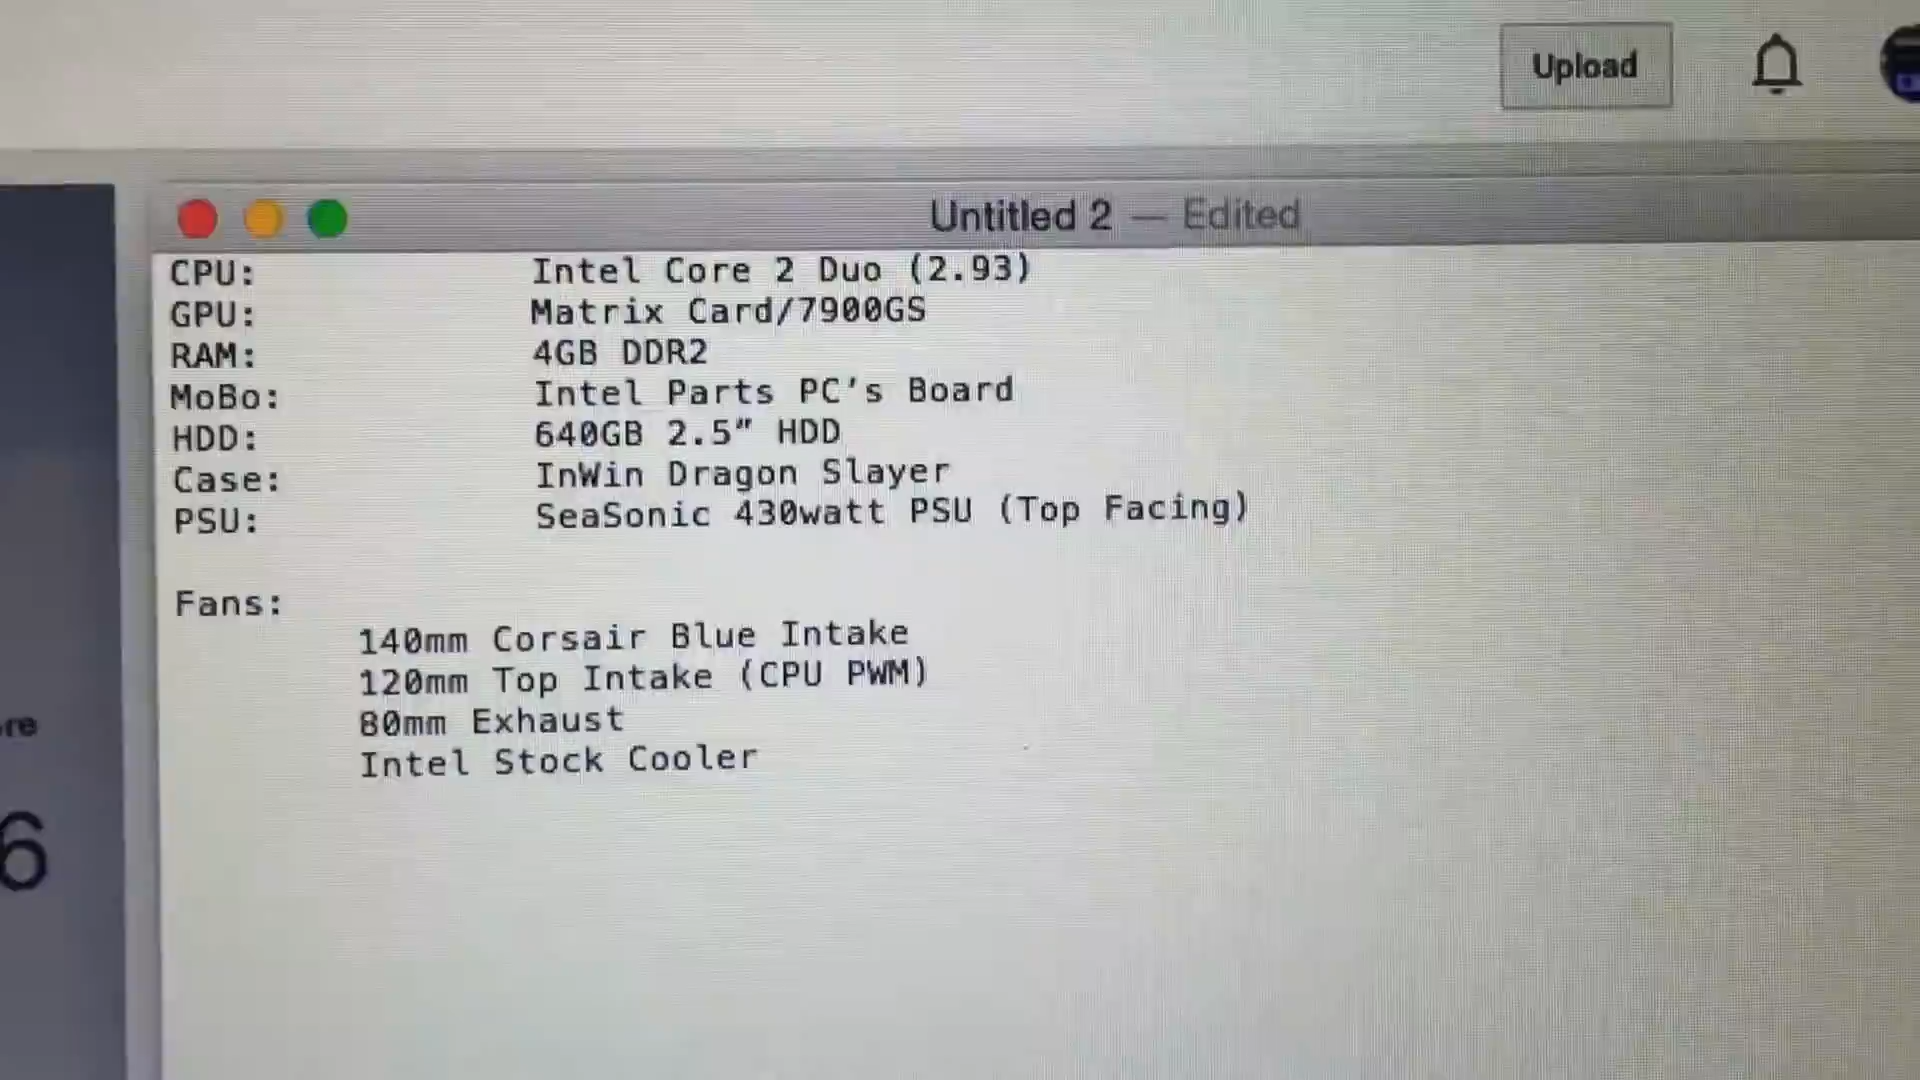 Upload
Untitled 2 — Edited
CPU: Intel Core 2 Duo (2.93)
GPU: Matrix Card/7900GS
RAM: 4GB DDR2
MoBo: Intel Parts PC's Board
HDD: 640GB 2.5" HDD
Case: InWin Dragon Slayer
PSU: SeaSonic 430watt PSU (Top Facing)
Fans:
140mm Corsair Blue Intake
120mm Top Intake (CPU PWM)
80mm Exhaust
Intel Stock Cooler
re
6